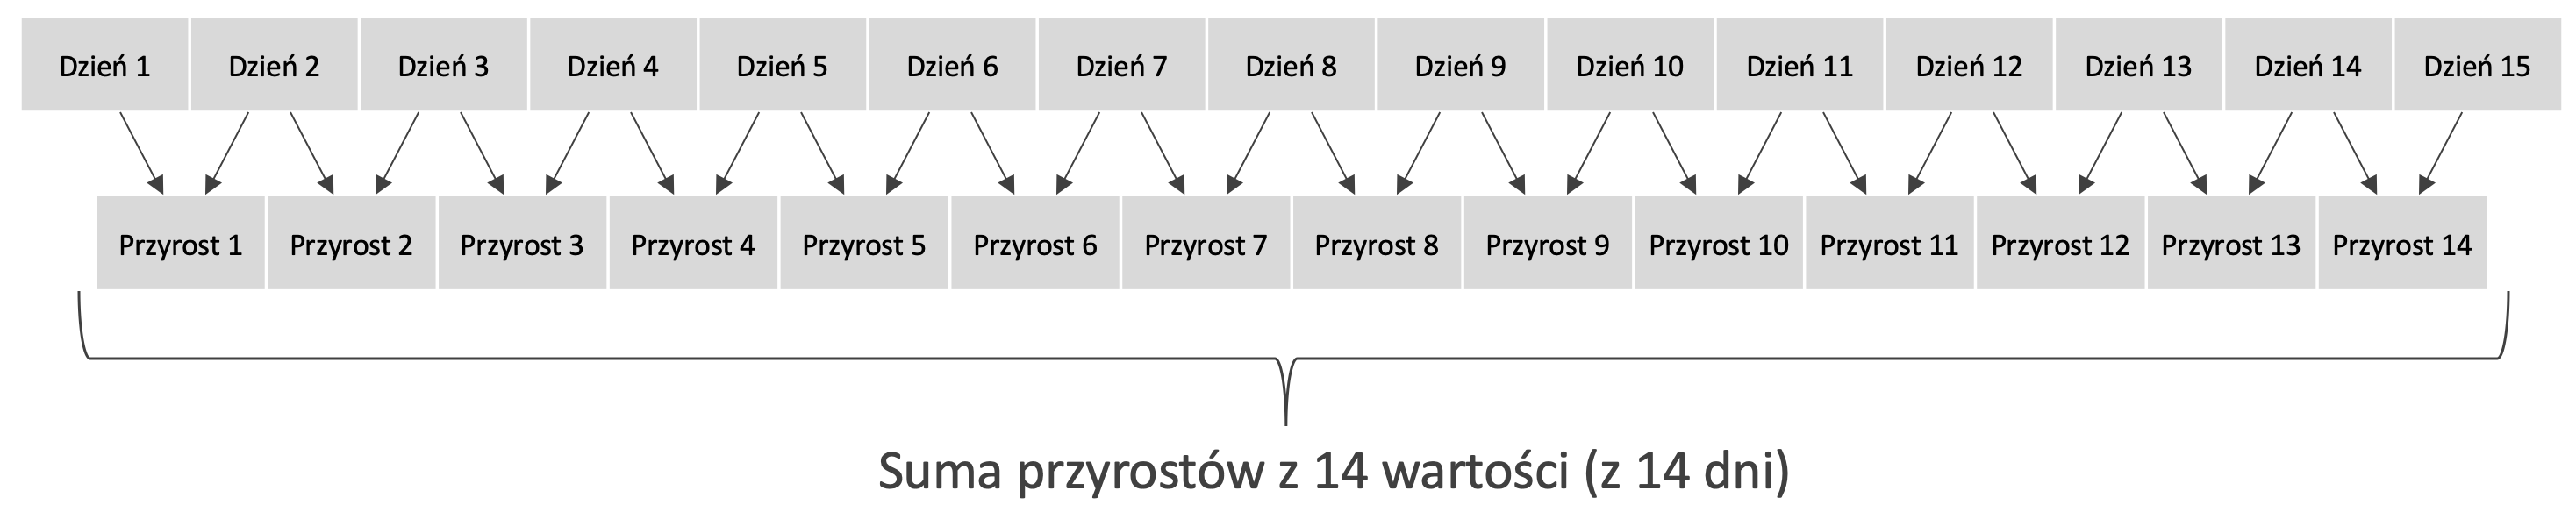 Dzień 1 Dzień 2 Dzień 3 Dzień 4 Dzień 5 Dzień 6 Dzień 7 Dzień 8 Dzień 9 Dzień 10 Dzień 11 Dzień 12 Dzień 13 Dzień 14 Dzień 15
Przyrost 1 Przyrost 2 Przyrost 3 Przyrost 4 Przyrost 5 Przyrost 6 Przyrost 7 Przyrost 8 Przyrost 9 Przyrost 10 Przyrost 11 Przyrost 12 Przyrost 13 Przyrost 14
Suma przyrostów z 14 wartości (z 14 dni)